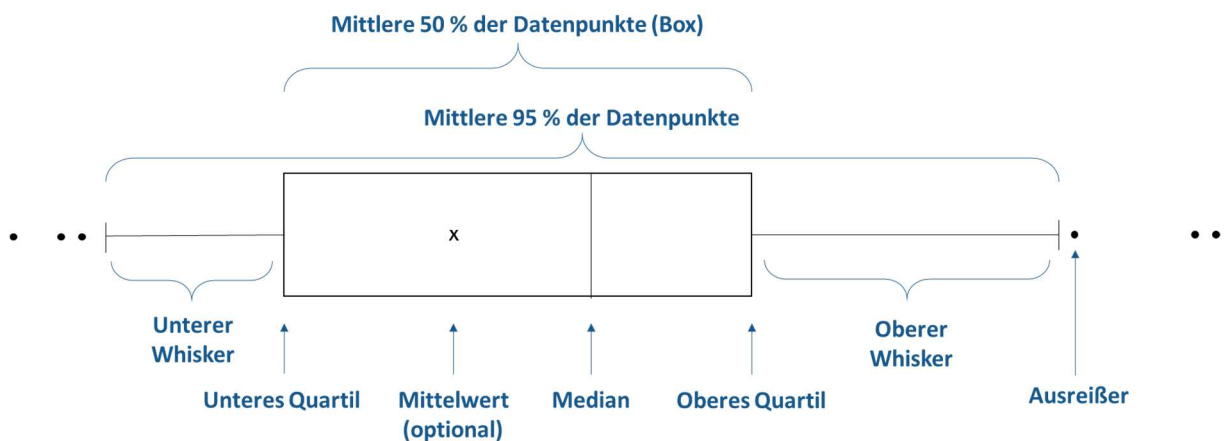 Mittlere 50 % der Datenpunkte (Box)
Mittlere 95 % der Datenpunkte
x
Unterer
Whisker
Oberer
Whisker
Unteres Quartil
Mittelwert
(optional)
Median
Oberes Quartil
Ausreißer